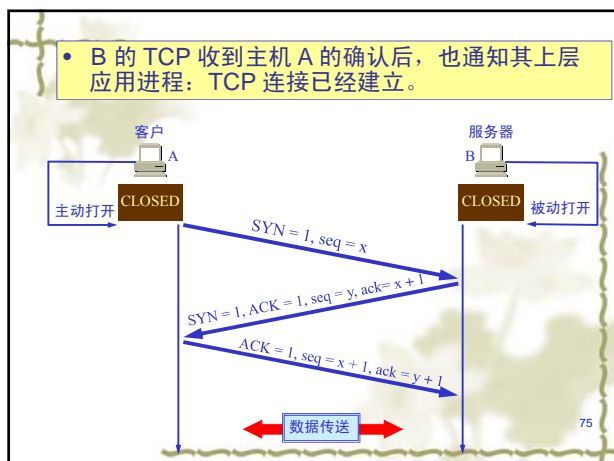 • B 的 TCP 收到主机 A 的确认后，也通知其上层
应用进程：TCP 连接已经建立。
客户
服务器
A
B
主动打开
CLOSED
CLOSED
被动打开
SYN = 1, seq = x
SYN = 1, ACK = 1, seq = y, ack= x + 1
ACK = 1, seq = x + 1, ack = y + 1
数据传送
75